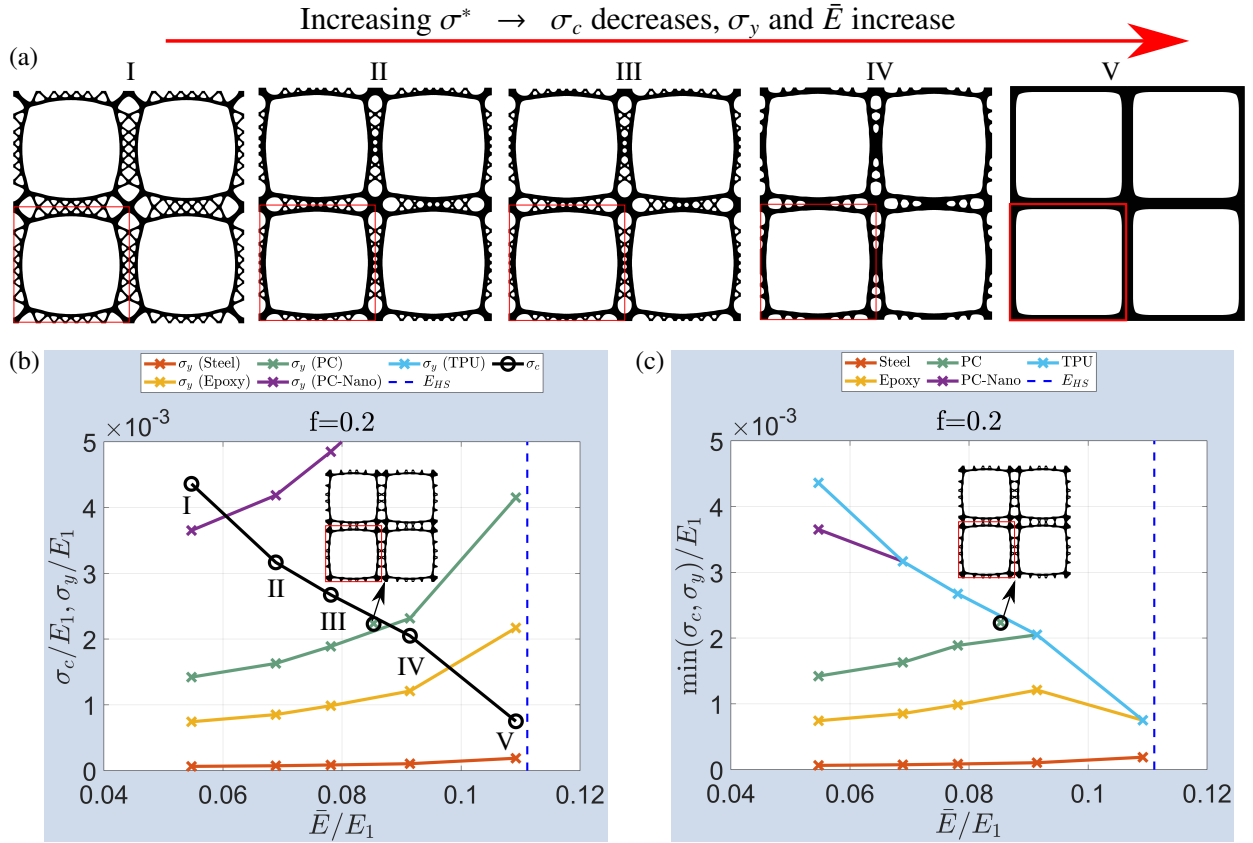 Increasing σ* → σc decreases, σy and Ē increase
(a)
I II III IV V
(b)
σy (Steel) σy (PC) σy (TPU) σc
σy (Epoxy) σy (PC-Nano) EHS
×10⁻³
f=0.2
5
4
3
2
1
0
0.04 0.06 0.08 0.1 0.12
σc/E1, σy/E1
Ē/E1
I
II
III
IV
V
(c)
Steel PC TPU
Epoxy PC-Nano EHS
×10⁻³
f=0.2
5
4
3
2
1
0
0.04 0.06 0.08 0.1 0.12
min(σc, σy)/E1
Ē/E1